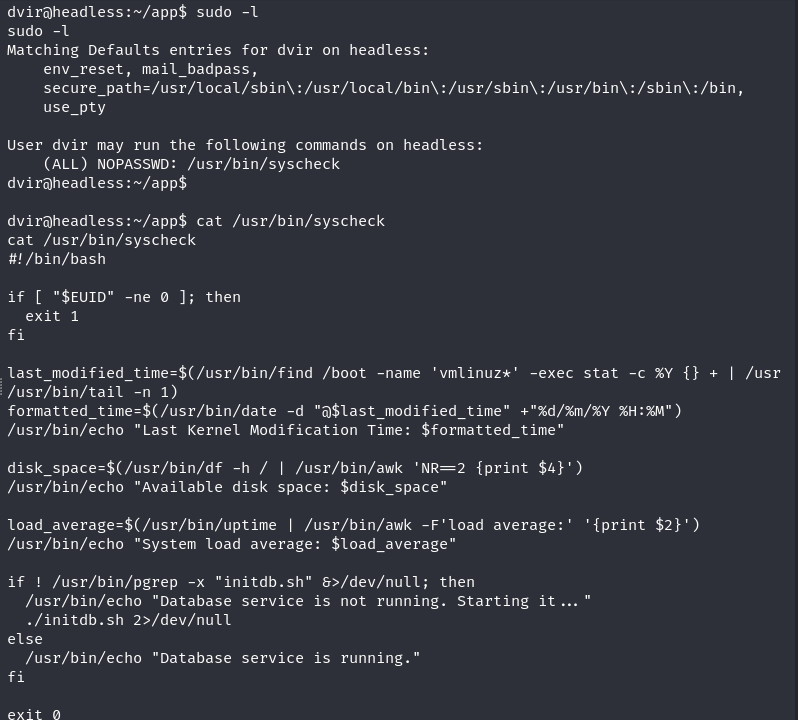 dvir@headless:~/app$ sudo -l
sudo -l
Matching Defaults entries for dvir on headless:
    env_reset, mail_badpass,
    secure_path=/usr/local/sbin\:/usr/local/bin\:/usr/sbin\:/usr/bin\:/sbin\:/bin,
    use_pty

User dvir may run the following commands on headless:
    (ALL) NOPASSWD: /usr/bin/syscheck
dvir@headless:~/app$

dvir@headless:~/app$ cat /usr/bin/syscheck
cat /usr/bin/syscheck
#!/bin/bash

if [ "$EUID" -ne 0 ]; then
  exit 1
fi

last_modified_time=$(/usr/bin/find /boot -name 'vmlinuz*' -exec stat -c %Y {} + | /usr
/usr/bin/tail -n 1)
formatted_time=$(/usr/bin/date -d "@$last_modified_time" +"%d/%m/%Y %H:%M")
/usr/bin/echo "Last Kernel Modification Time: $formatted_time"

disk_space=$(/usr/bin/df -h / | /usr/bin/awk 'NR==2 {print $4}')
/usr/bin/echo "Available disk space: $disk_space"

load_average=$(/usr/bin/uptime | /usr/bin/awk -F'load average:' '{print $2}')
/usr/bin/echo "System load average: $load_average"

if ! /usr/bin/pgrep -x "initdb.sh" &>/dev/null; then
  /usr/bin/echo "Database service is not running. Starting it..."
  ./initdb.sh 2>/dev/null
else
  /usr/bin/echo "Database service is running."
fi

exit 0